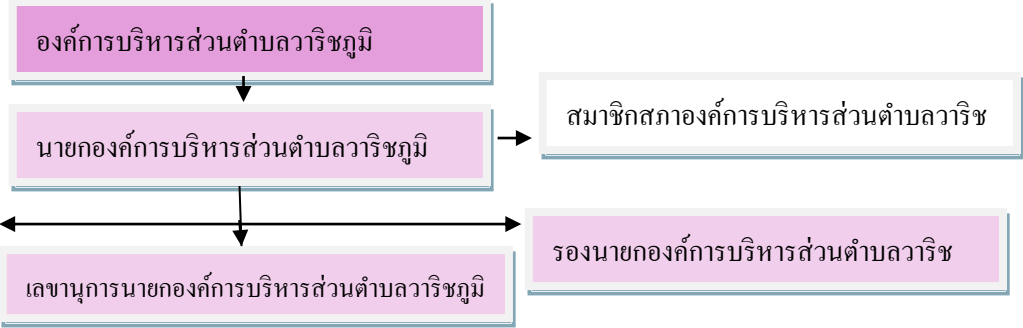 องค์การบริหารส่วนตำบลวาริชภูมิ
นายกองค์การบริหารส่วนตำบลวาริชภูมิ
สมาชิกสภาองค์การบริหารส่วนตำบลวาริช
รองนายกองค์การบริหารส่วนตำบลวาริช
เลขานุการนายกองค์การบริหารส่วนตำบลวาริชภูมิ